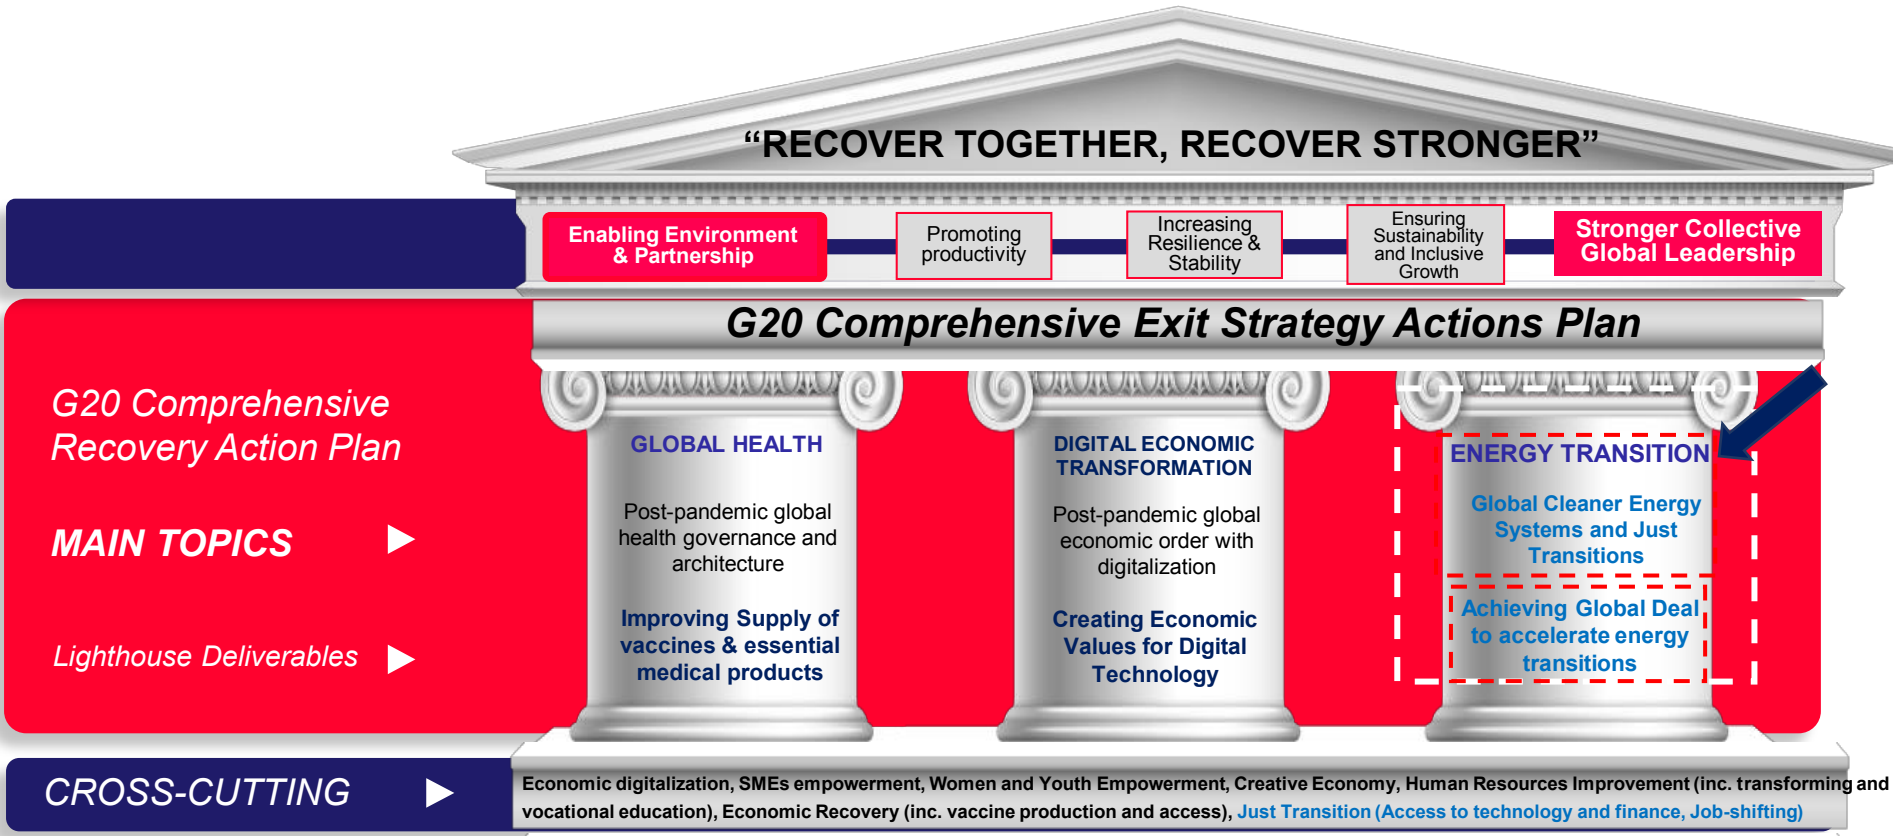 “RECOVER TOGETHER, RECOVER STRONGER”
Enabling Environment
& Partnership
Promoting
productivity
Increasing
Resilience &
Stability
Ensuring
Sustainability
and Inclusive
Growth
Stronger Collective
Global Leadership
G20 Comprehensive Exit Strategy Actions Plan
G20 Comprehensive
Recovery Action Plan
MAIN TOPICS
Lighthouse Deliverables
GLOBAL HEALTH
Post-pandemic global
health governance and
architecture
Improving Supply of
vaccines & essential
medical products
DIGITAL ECONOMIC
TRANSFORMATION
Post-pandemic global
economic order with
digitalization
Creating Economic
Values for Digital
Technology
ENERGY TRANSITION
Global Cleaner Energy
Systems and Just
Transitions
Achieving Global Deal
to accelerate energy
transitions
CROSS-CUTTING
Economic digitalization, SMEs empowerment, Women and Youth Empowerment, Creative Economy, Human Resources Improvement (inc. transforming and
vocational education), Economic Recovery (inc. vaccine production and access), Just Transition (Access to technology and finance, Job-shifting)